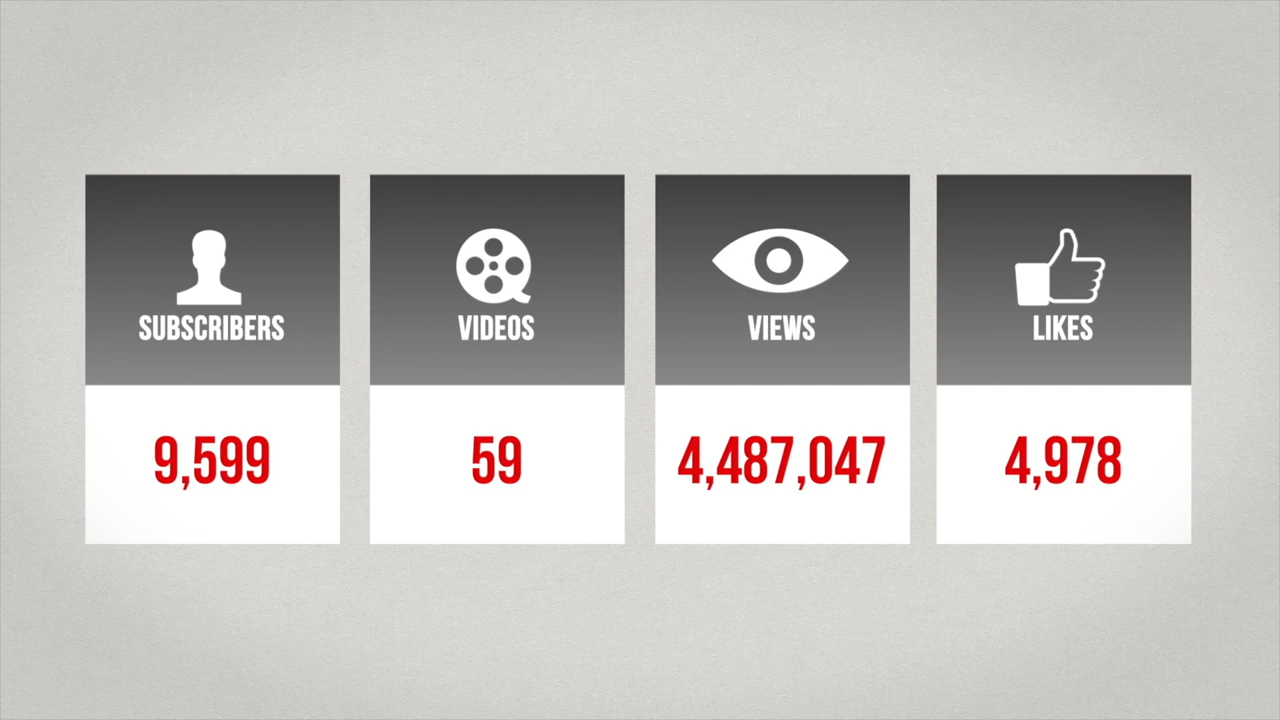 SUBSCRIBERS
9,599
VIDEOS
59
VIEWS
4,487,047
LIKES
4,978